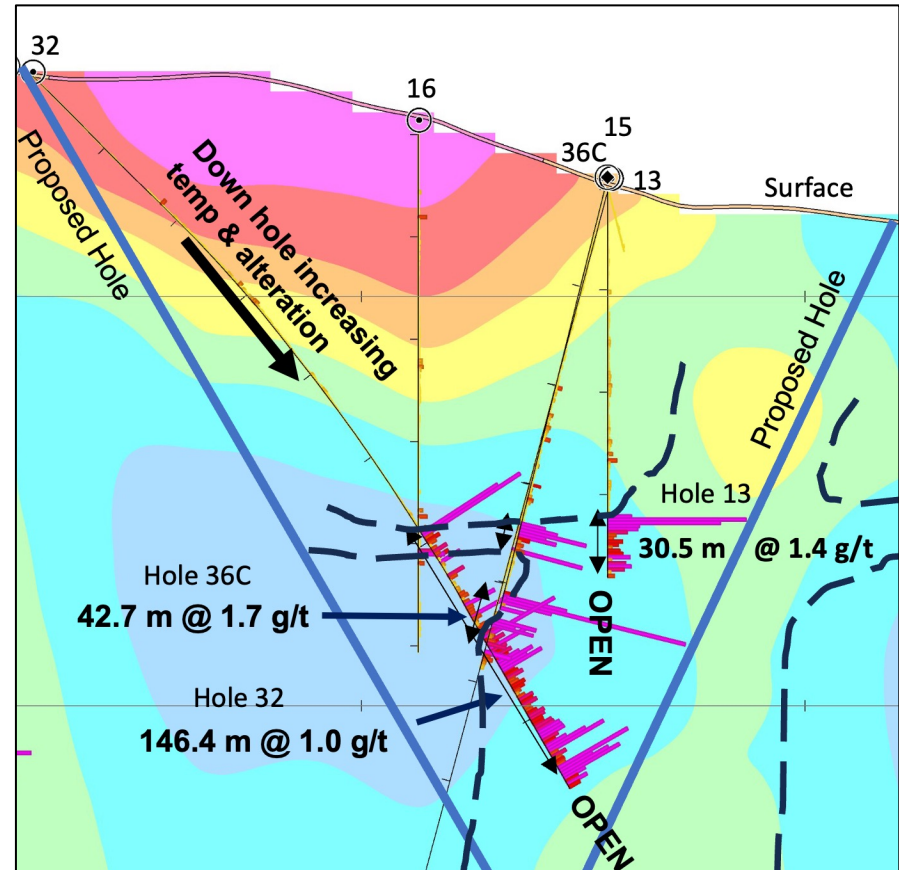 32
16
15
36C
13
Surface
Proposed Hole
Down hole increasing
temp & alteration
Proposed Hole
Hole 13
30.5 m @ 1.4 g/t
OPEN
Hole 36C
42.7 m @ 1.7 g/t
Hole 32
146.4 m @ 1.0 g/t
OPEN